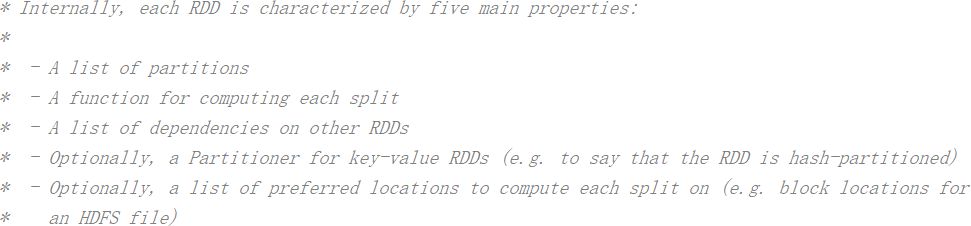 * Internally, each RDD is characterized by five main properties:
*
*  - A list of partitions
*  - A function for computing each split
*  - A list of dependencies on other RDDs
*  - Optionally, a Partitioner for key-value RDDs (e.g. to say that the RDD is hash-partitioned)
*  - Optionally, a list of preferred locations to compute each split on (e.g. block locations for
*    an HDFS file)